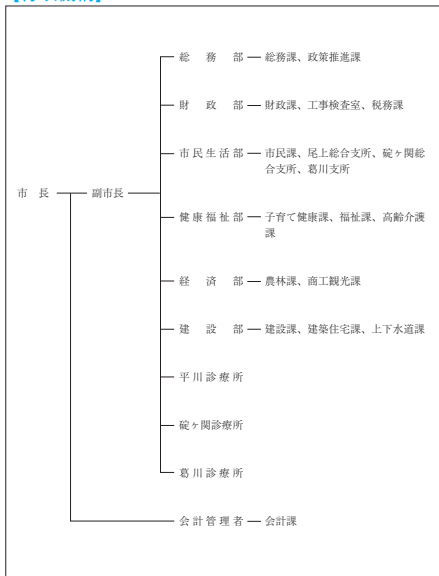 総務部 総務課、政策推進課
財政部 財政課、工事検査室、税務課
市民生活部 市民課、尾上総合支所、碇ヶ関総
合支所、葛川支所
市長 副市長
健康福祉部 子育て健康課、福祉課、高齢介護
課
経済部 農林課、商工観光課
建設部 建設課、建築住宅課、上下水道課
平川診療所
碇ヶ関診療所
葛川診療所
会計管理者 会計課